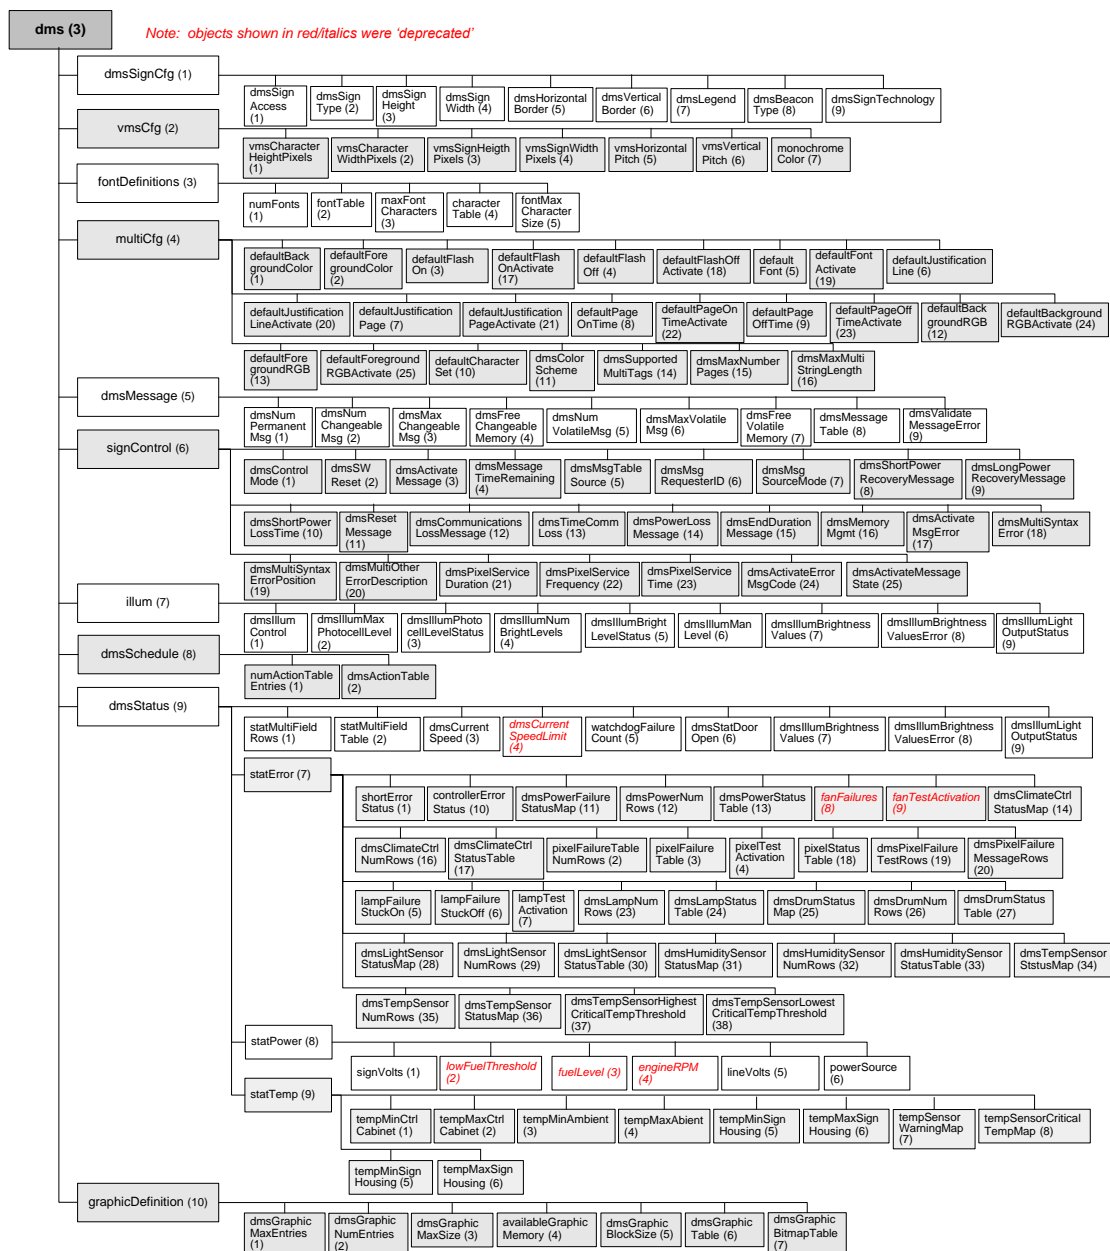 dms (3)
Note: objects shown in red/italics were 'deprecated'
dmsSignCfg (1)
dmsSign
Access
(1)
dmsSign
Type (2)
dmsSign
Height
(3)
dmsSign
Width (4)
dmsHorizontal
Border (5)
dmsVertical
Border (6)
dmsLegend
(7)
dmsBeacon
Type (8)
dmsSignTechnology
(9)
vmsCfg (2)
vmsCharacter
HeightPixels
(1)
vmsCharacter
WidthPixels (2)
vmsSignHeigth
Pixels (3)
vmsSignWidth
Pixels (4)
vmsHorizontal
Pitch (5)
vmsVertical
Pitch (6)
monochrome
Color (7)
fontDefinitions (3)
numFonts
(1)
fontTable
(2)
maxFont
Characters
(3)
character
Table (4)
fontMax
Character
Size (5)
multiCfg (4)
defaultBac
kgroundColor
(1)
defaultFore
groundColor
(2)
defaultFlash
On (3)
defaultFlash
OnActivate
(17)
defaultFlash
Off (4)
defaultFlashOff
Activate (18)
default
Font (5)
defaultFont
Activate
(19)
defaultJustification
Line (6)
defaultJustification
LineActivate (20)
defaultJustification
Page (7)
defaultJustification
PageActivate (21)
defaultPage
OnTime (8)
defaultPageOn
TimeActivate
(22)
defaultPage
OffTime (9)
defaultPageOff
TimeActivate
(23)
defaultBack
groundRGB
(12)
defaultBackground
RGBActivate (24)
defaultFore
groundRGB
(13)
defaultForeground
RGBActivate (25)
defaultCharacter
Set (10)
dmsColor
Scheme
(11)
dmsSupported
MultiTags (14)
dmsMaxNumber
Pages (15)
dmsMaxMulti
StringLength
(16)
dmsMessage (5)
dmsNum
Permanent
Msg (1)
dmsNum
Changeable
Msg (2)
dmsMax
Changeable
Msg (3)
dmsFree
Changeable
Memory (4)
dmsNum
VolatileMsg (5)
dmsMaxVolatile
Msg (6)
dmsFree
Volatile
Memory (7)
dmsMessage
Table (8)
dmsValidate
MessageError
(9)
signControl (6)
dmsControl
Mode (1)
dmsSW
Reset (2)
dmsActivate
Message (3)
dmsMessage
TimeRemaining
(4)
dmsMsgTable
Source (5)
dmsMsg
RequesterID (6)
dmsMsg
SourceMode (7)
dmsShortPower
RecoveryMessage
(8)
dmsLongPower
RecoveryMessage
(9)
dmsShortPower
LossTime (10)
dmsReset
Message
(11)
dmsCommunications
LossMessage (12)
dmsTimeComm
Loss (13)
dmsPowerLoss
Message (14)
dmsEndDuration
Message (15)
dmsMemory
Mgmt (16)
dmsActivate
MsgError
(17)
dmsMultiSyntax
Error (18)
dmsMultiSyntax
ErrorPosition
(19)
dmsMultiOther
ErrorDescription
(20)
dmsPixelService
Duration (21)
dmsPixelService
Frequency (22)
dmsPixelService
Time (23)
dmsActivateError
MsgCode (24)
dmsActivateMessage
State (25)
illum (7)
dmsIllum
Control
(1)
dmsIllumMax
PhotocellLevel
(2)
dmsIllumPhoto
cellLevelStatus
(3)
dmsIllumNum
BrightLevels
(4)
dmsIllumBright
LevelStatus (5)
dmsIllumMan
Level (6)
dmsIllumBrightness
Values (7)
dmsIllumBrightness
ValuesError (8)
dmsIllumLight
OutputStatus
(9)
dmsSchedule (8)
numActionTable
Entries (1)
dmsActionTable
(2)
dmsStatus (9)
statMultiField
Rows (1)
statMultiField
Table (2)
dmsCurrent
Speed (3)
dmsCurrent
SpeedLimit
(4)
watchdogFailure
Count (5)
dmsStatDoor
Open (6)
dmsIllumBrightness
Values (7)
dmsIllumBrightness
ValuesError (8)
dmsIllumLight
OutputStatus
(9)
statError (7)
shortError
Status (1)
controllerError
Status (10)
dmsPowerFailure
StatusMap (11)
dmsPowerNum
Rows (12)
dmsPowerStatus
Table (13)
fanFailures
(8)
fanTestActivation
(9)
dmsClimateCtrl
StatusMap (14)
dmsClimateCtrl
NumRows (16)
dmsClimateCtrl
StatusTable
(17)
pixelFailureTable
NumRows (2)
pixelFailure
Table (3)
pixelTest
Activation
(4)
pixelStatus
Table (18)
dmsPixelFailure
TestRows (19)
dmsPixelFailure
MessageRows
(20)
lampFailure
StuckOn (5)
lampFailure
StuckOff (6)
lampTest
Activation
(7)
dmsLampNum
Rows (23)
dmsLampStatus
Table (24)
dmsDrumStatus
Map (25)
dmsDrumNum
Rows (26)
dmsDrumStatus
Table (27)
dmsLightSensor
StatusMap (28)
dmsLightSensor
NumRows (29)
dmsLightSensor
StatusTable (30)
dmsHumiditySensor
StatusMap (31)
dmsHumiditySensor
NumRows (32)
dmsHumiditySensor
StatusTable (33)
dmsTempSensor
StstusMap (34)
dmsTempSensor
NumRows (35)
dmsTempSensor
StatusMap (36)
dmsTempSensorHighest
CriticalTempThreshold
(37)
dmsTempSensorLowest
CriticalTempThreshold
(38)
statPower (8)
signVolts (1)
lowFuelThreshold
(2)
fuelLevel (3)
engineRPM
(4)
lineVolts (5)
powerSource
(6)
statTemp (9)
tempMinCtrl
Cabinet (1)
tempMaxCtrl
Cabinet (2)
tempMinAmbient
(3)
tempMaxAbient
(4)
tempMinSign
Housing (5)
tempMaxSign
Housing (6)
tempSensor
WarningMap
(7)
tempSensorCritical
TempMap (8)
tempMinSign
Housing (5)
tempMaxSign
Housing (6)
graphicDefinition (10)
dmsGraphic
MaxEntries
(1)
dmsGraphic
NumEntries
(2)
dmsGraphic
MaxSize (3)
availableGraphic
Memory (4)
dmsGraphic
BlockSize (5)
dmsGraphic
Table (6)
dmsGraphic
BitmapTable
(7)